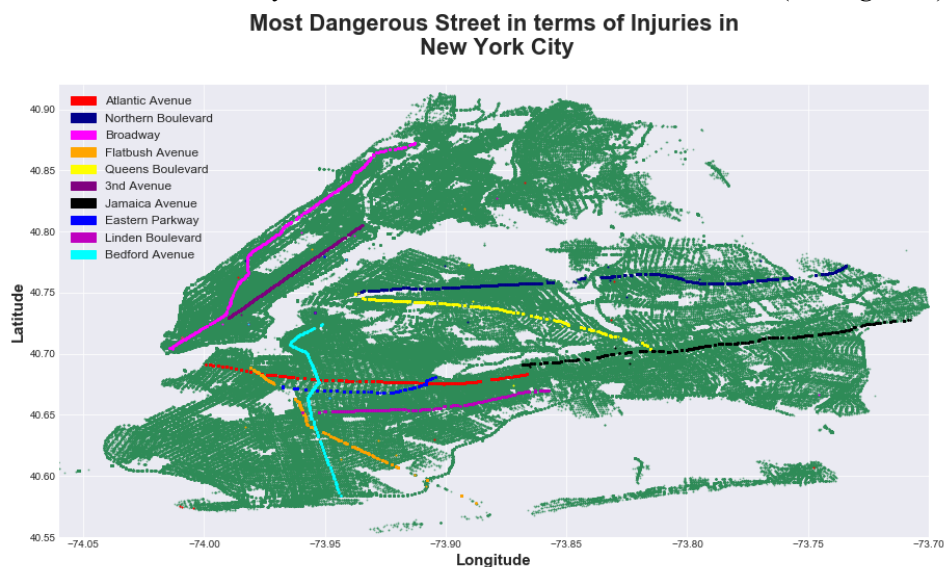 Most Dangerous Street in terms of Injuries in
New York City
40.90
40.85
40.80
40.75
40.70
40.65
40.60
40.55
Latitude
Atlantic Avenue
Northern Boulevard
Broadway
Flatbush Avenue
Queens Boulevard
3nd Avenue
Jamaica Avenue
Eastern Parkway
Linden Boulevard
Bedford Avenue
−74.05 −74.00 −73.95 −73.90 −73.85 −73.80 −73.75 −73.70
Longitude